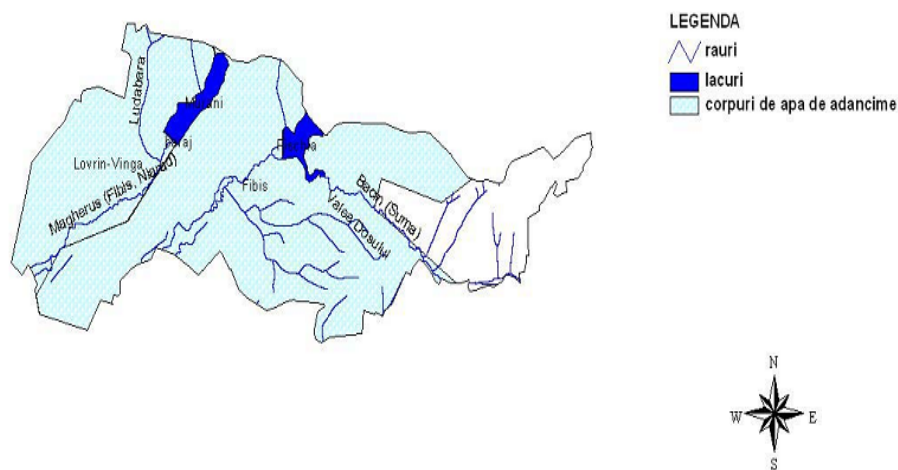 LEGENDA
rauri
lacuri
corpuri de apa de adancime
Ludabara
Murani
Lovrin-Vinga
Magherus (Fibis, Niarad)
Fibis
Bacin (Suma)
Valea Dosului
N
W E
S